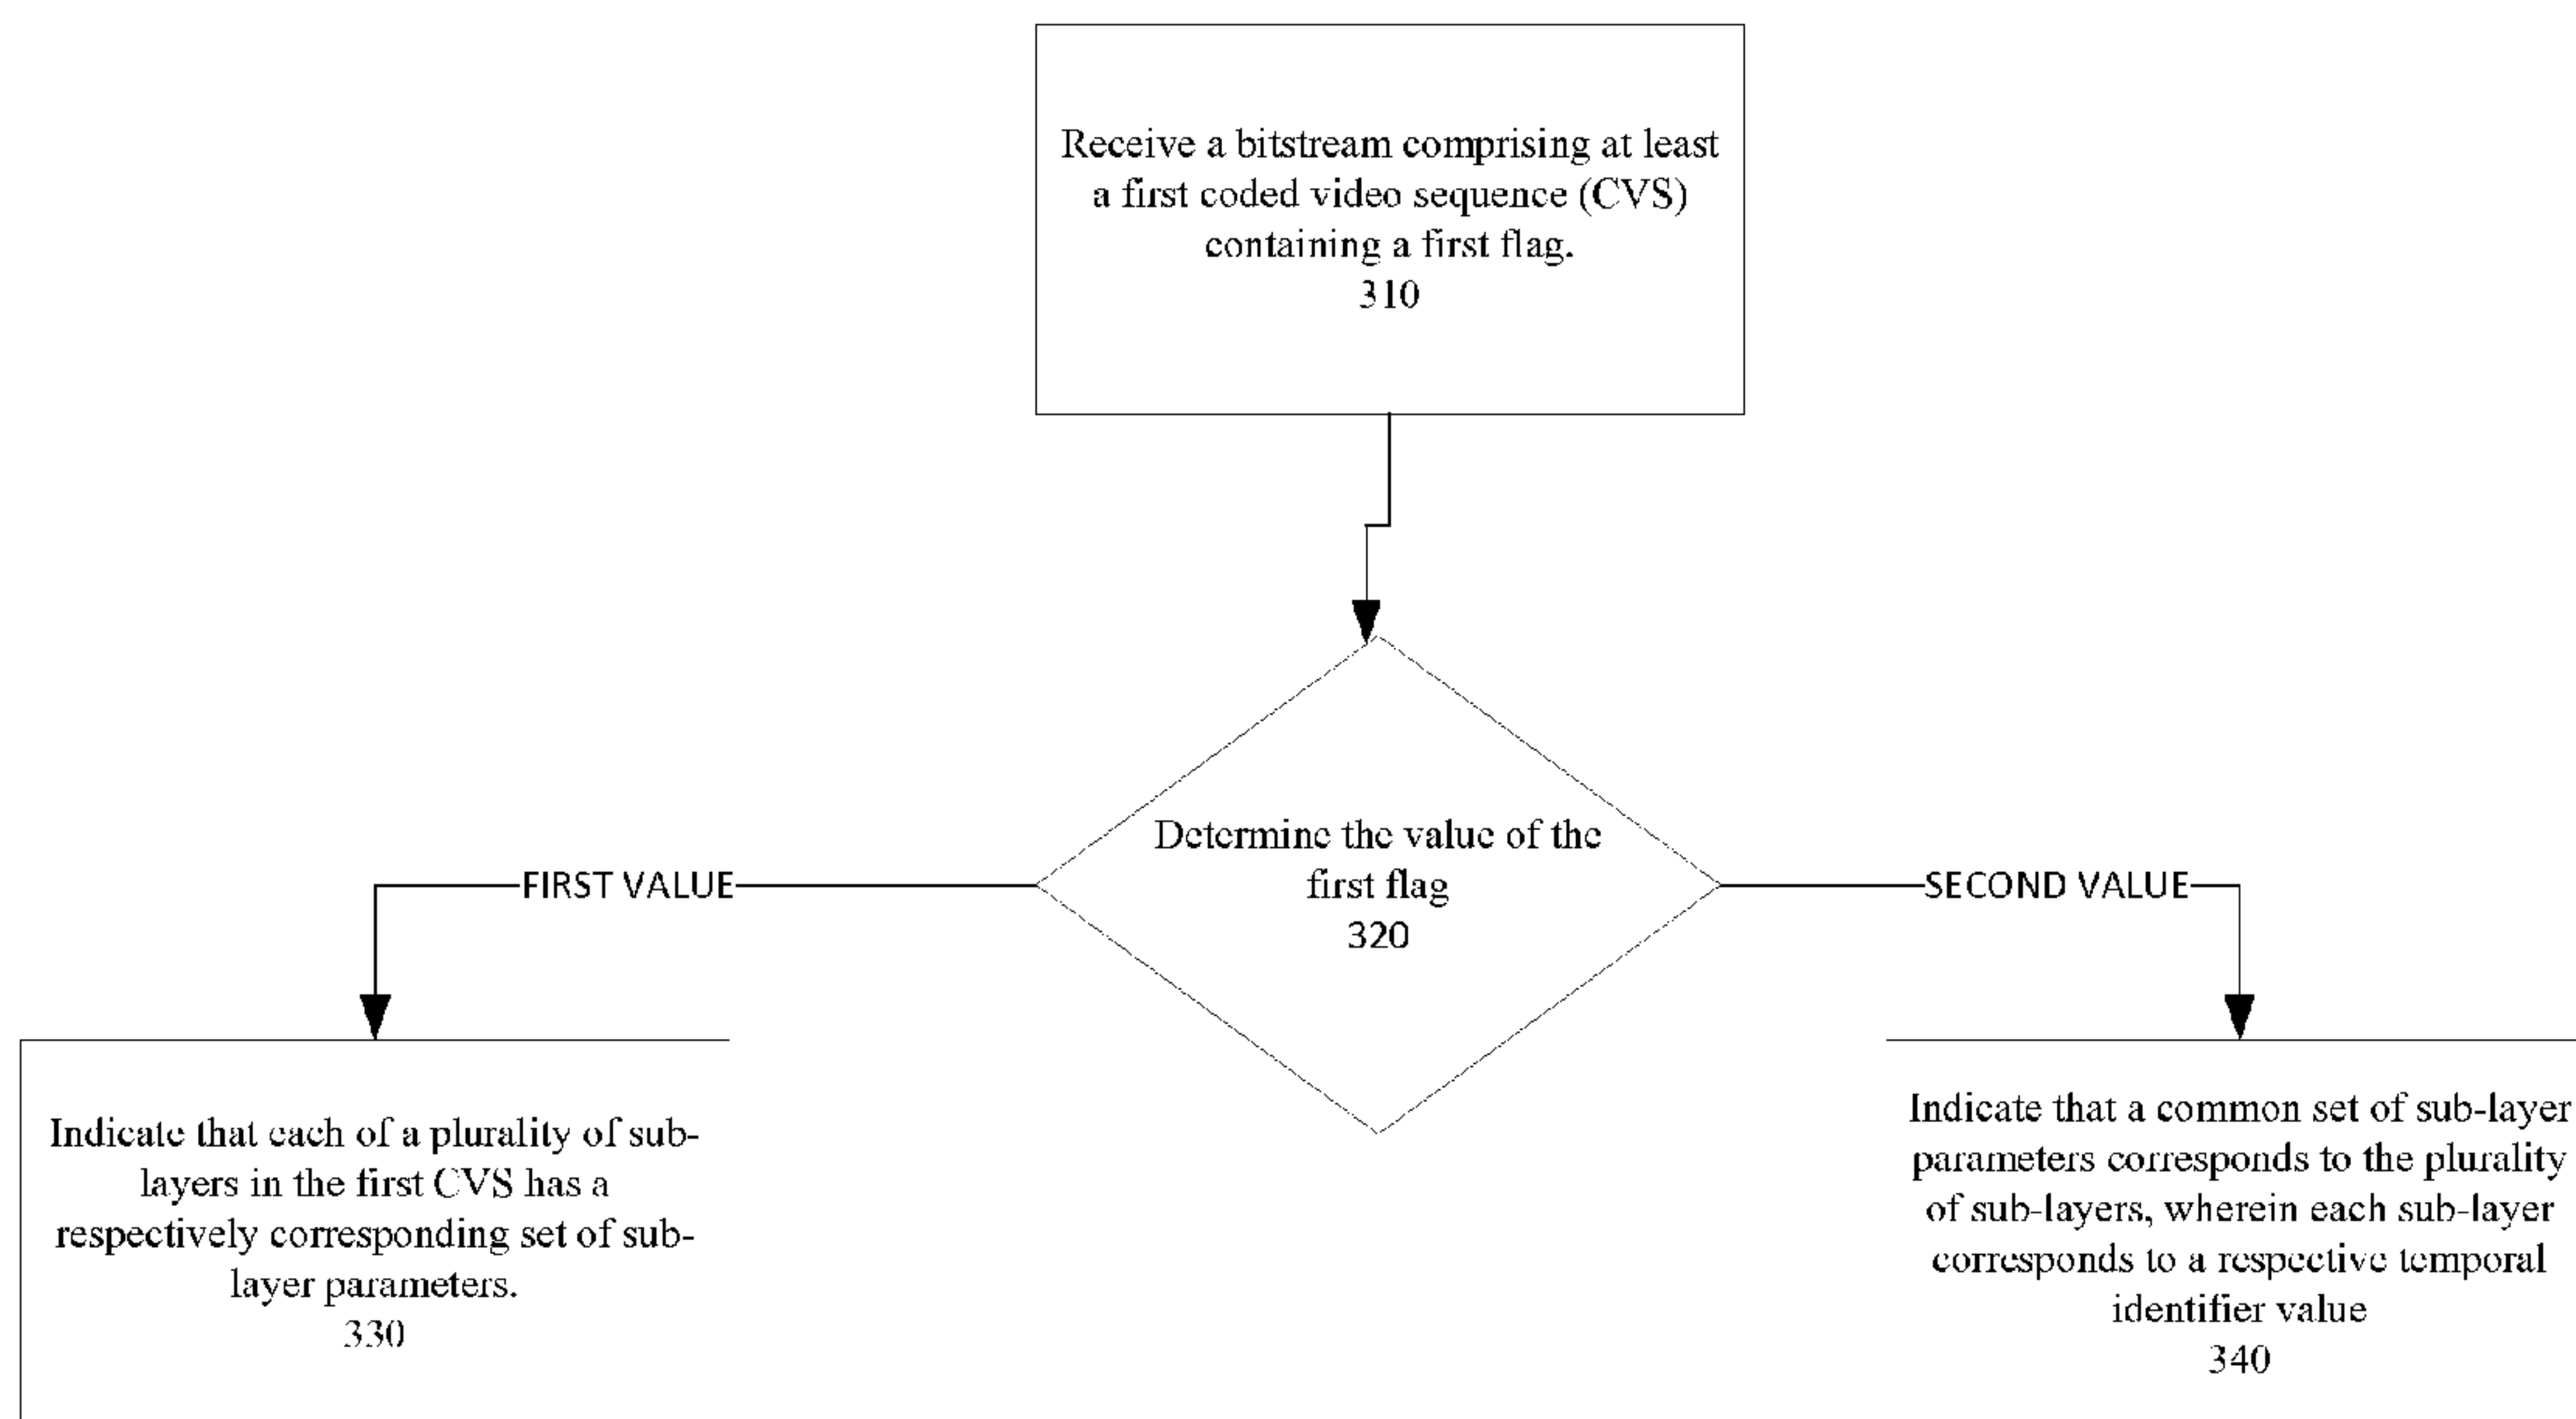 Receive a bitstream comprising at least
a first coded video sequence (CVS)
containing a first flag.
310
Determine the value of the
first flag
320
FIRST VALUE
SECOND VALUE
Indicate that each of a plurality of sub-
layers in the first CVS has a
respectively corresponding set of sub-
layer parameters.
330
Indicate that a common set of sub-layer
parameters corresponds to the plurality
of sub-layers, wherein each sub-layer
corresponds to a respective temporal
identifier value
340